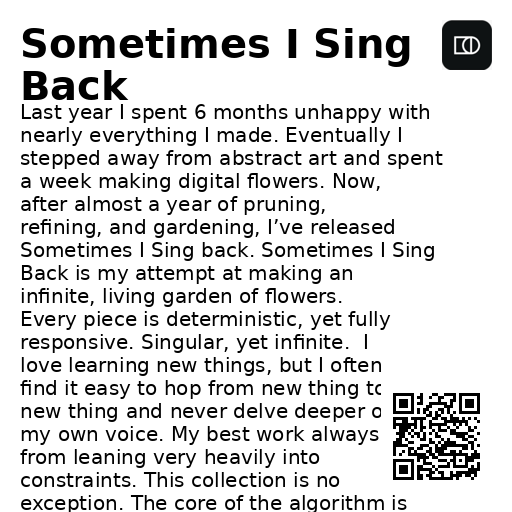 Sometimes I Sing
Back
Last year I spent 6 months unhappy with
nearly everything I made. Eventually I
stepped away from abstract art and spent
a week making digital flowers. Now,
after almost a year of pruning,
refining, and gardening, I’ve released
Sometimes I Sing back. Sometimes I Sing
Back is my attempt at making an
infinite, living garden of flowers.
Every piece is deterministic, yet fully
responsive. Singular, yet infinite.  I
love learning new things, but I often
find it easy to hop from new thing to
new thing and never delve deeper o
my own voice. My best work always
from leaning very heavily into
constraints. This collection is no
exception. The core of the algorithm is